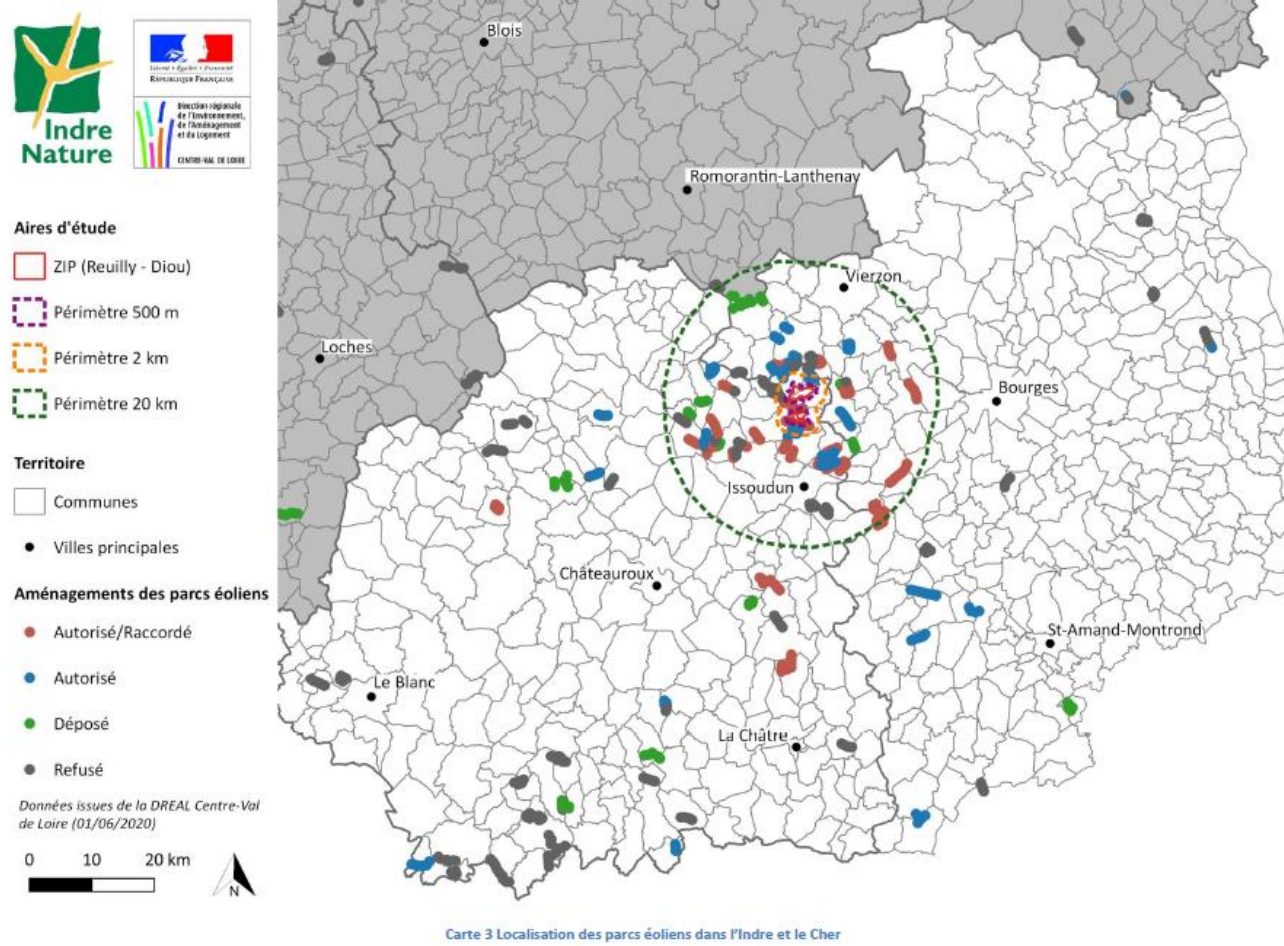 Indre
Nature
Liberté • Égalité • Fraternité
RÉPUBLIQUE FRANÇAISE
Direction régionale
de l'Environnement,
de l'Aménagement
et du Logement
CENTRE-VAL DE LOIRE
Aires d'étude
ZIP (Reuilly - Diou)
Périmètre 500 m
Périmètre 2 km
Périmètre 20 km
Territoire
Communes
Villes principales
Aménagements des parcs éoliens
Autorisé/Raccordé
Autorisé
Déposé
Refusé
Données issues de la DREAL Centre-Val
de Loire (01/06/2020)
0 10 20 km
N
Blois
Romorantin-Lanthenay
Vierzon
Loches
Bourges
Issoudun
Châteauroux
St-Amand-Montrond
Le Blanc
La Châtre
Carte 3 Localisation des parcs éoliens dans l'Indre et le Cher